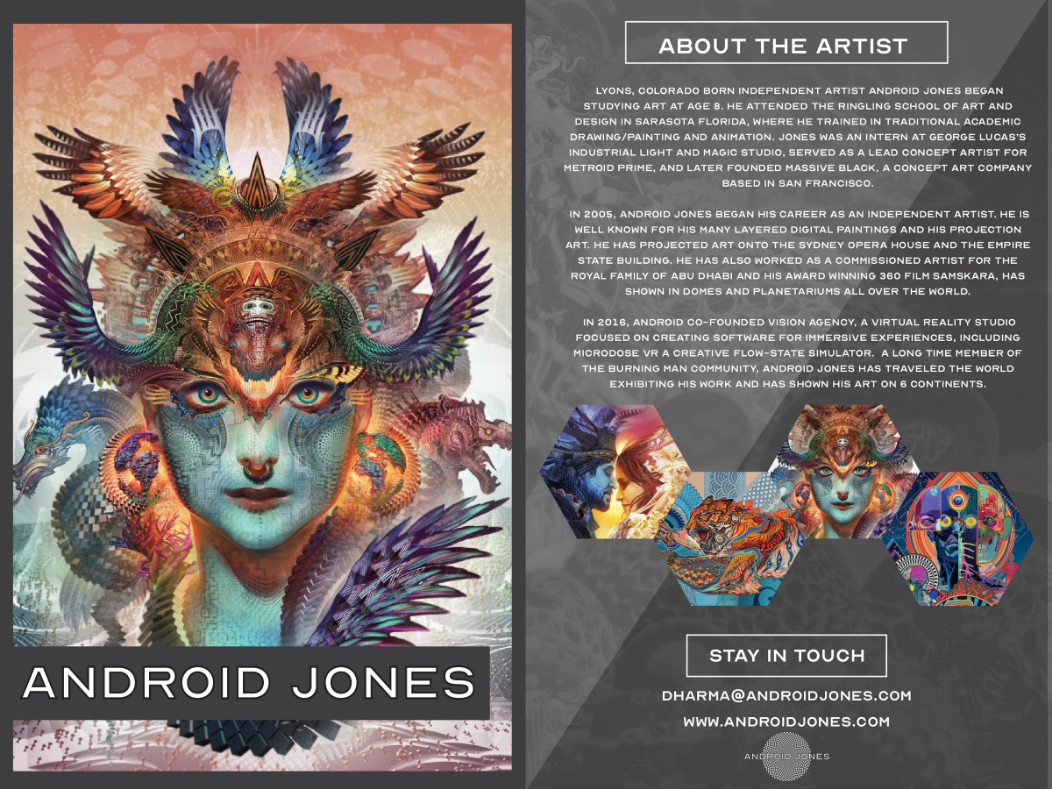 ANDROID JONES
ABOUT THE ARTIST
LYONS, COLORADO BORN INDEPENDENT ARTIST ANDROID JONES BEGAN
STUDYING ART AT AGE 8. HE ATTENDED THE RINGLING SCHOOL OF ART AND
DESIGN IN SARASOTA FLORIDA, WHERE HE TRAINED IN TRADITIONAL ACADEMIC
DRAWING/PAINTING AND ANIMATION. JONES WAS AN INTERN AT GEORGE LUCAS'S
INDUSTRIAL LIGHT AND MAGIC STUDIO, SERVED AS A LEAD CONCEPT ARTIST FOR
METROID PRIME, AND LATER FOUNDED MASSIVE BLACK, A CONCEPT ART COMPANY
BASED IN SAN FRANCISCO.
IN 2005, ANDROID JONES BEGAN HIS CAREER AS AN INDEPENDENT ARTIST. HE IS
WELL KNOWN FOR HIS MANY LAYERED DIGITAL PAINTINGS AND HIS PROJECTION
ART. HE HAS PROJECTED ART ONTO THE SYDNEY OPERA HOUSE AND THE EMPIRE
STATE BUILDING. HE HAS ALSO WORKED AS A COMMISSIONED ARTIST FOR THE
ROYAL FAMILY OF ABU DHABI AND HIS AWARD WINNING 360 FILM SAMSKARA, HAS
SHOWN IN DOMES AND PLANETARIUMS ALL OVER THE WORLD.
IN 2016, ANDROID CO-FOUNDED VISION AGENCY, A VIRTUAL REALITY STUDIO
FOCUSED ON CREATING SOFTWARE FOR IMMERSIVE EXPERIENCES, INCLUDING
MICRODOSE VR A CREATIVE FLOW-STATE SIMULATOR. A LONG TIME MEMBER OF
THE BURNING MAN COMMUNITY, ANDROID JONES HAS TRAVELED THE WORLD
EXHIBITING HIS WORK AND HAS SHOWN HIS ART ON 6 CONTINENTS.
STAY IN TOUCH
DHARMA@ANDROIDJONES.COM
WWW.ANDROIDJONES.COM
ANDROID JONES